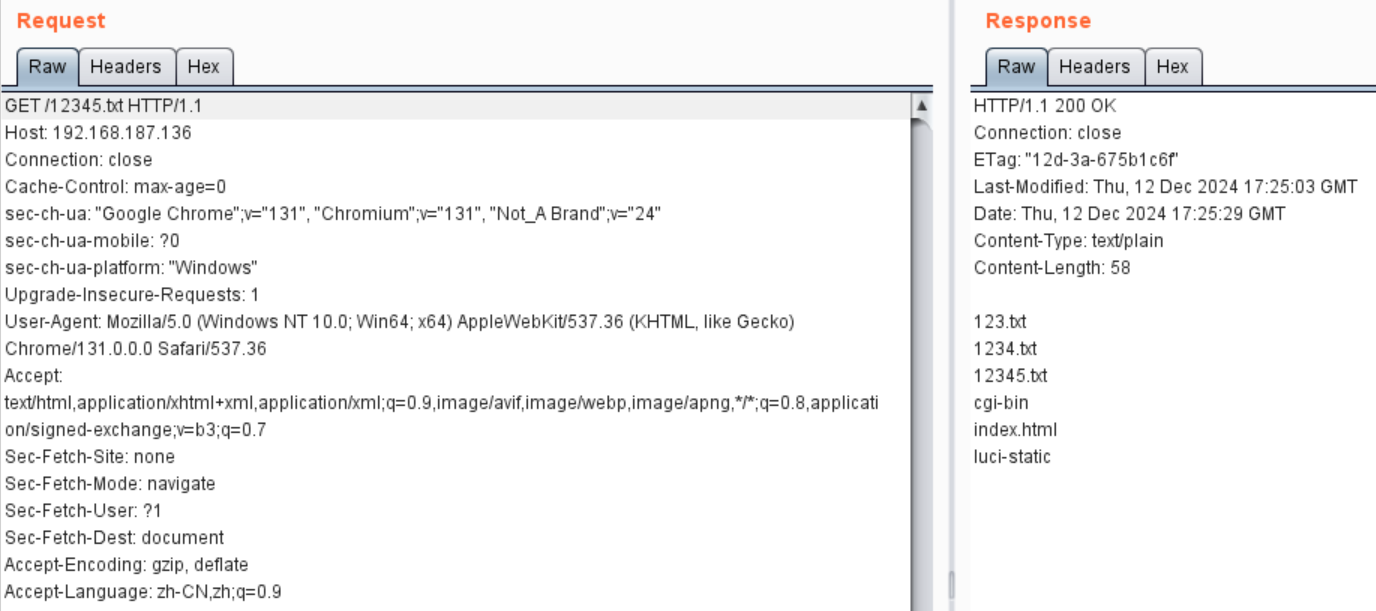 Request
Raw Headers Hex
GET /12345.txt HTTP/1.1
Host: 192.168.187.136
Connection: close
Cache-Control: max-age=0
sec-ch-ua: "Google Chrome";v="131", "Chromium";v="131", "Not_A Brand";v="24"
sec-ch-ua-mobile: ?0
sec-ch-ua-platform: "Windows"
Upgrade-Insecure-Requests: 1
User-Agent: Mozilla/5.0 (Windows NT 10.0; Win64; x64) AppleWebKit/537.36 (KHTML, like Gecko)
Chrome/131.0.0.0 Safari/537.36
Accept:
text/html,application/xhtml+xml,application/xml;q=0.9,image/avif,image/webp,image/apng,*/*;q=0.8,applicati
on/signed-exchange;v=b3;q=0.7
Sec-Fetch-Site: none
Sec-Fetch-Mode: navigate
Sec-Fetch-User: ?1
Sec-Fetch-Dest: document
Accept-Encoding: gzip, deflate
Accept-Language: zh-CN,zh;q=0.9
Response
Raw Headers Hex
HTTP/1.1 200 OK
Connection: close
ETag: "12d-3a-675b1c6f"
Last-Modified: Thu, 12 Dec 2024 17:25:03 GMT
Date: Thu, 12 Dec 2024 17:25:29 GMT
Content-Type: text/plain
Content-Length: 58
123.txt
1234.txt
12345.txt
cgi-bin
index.html
luci-static